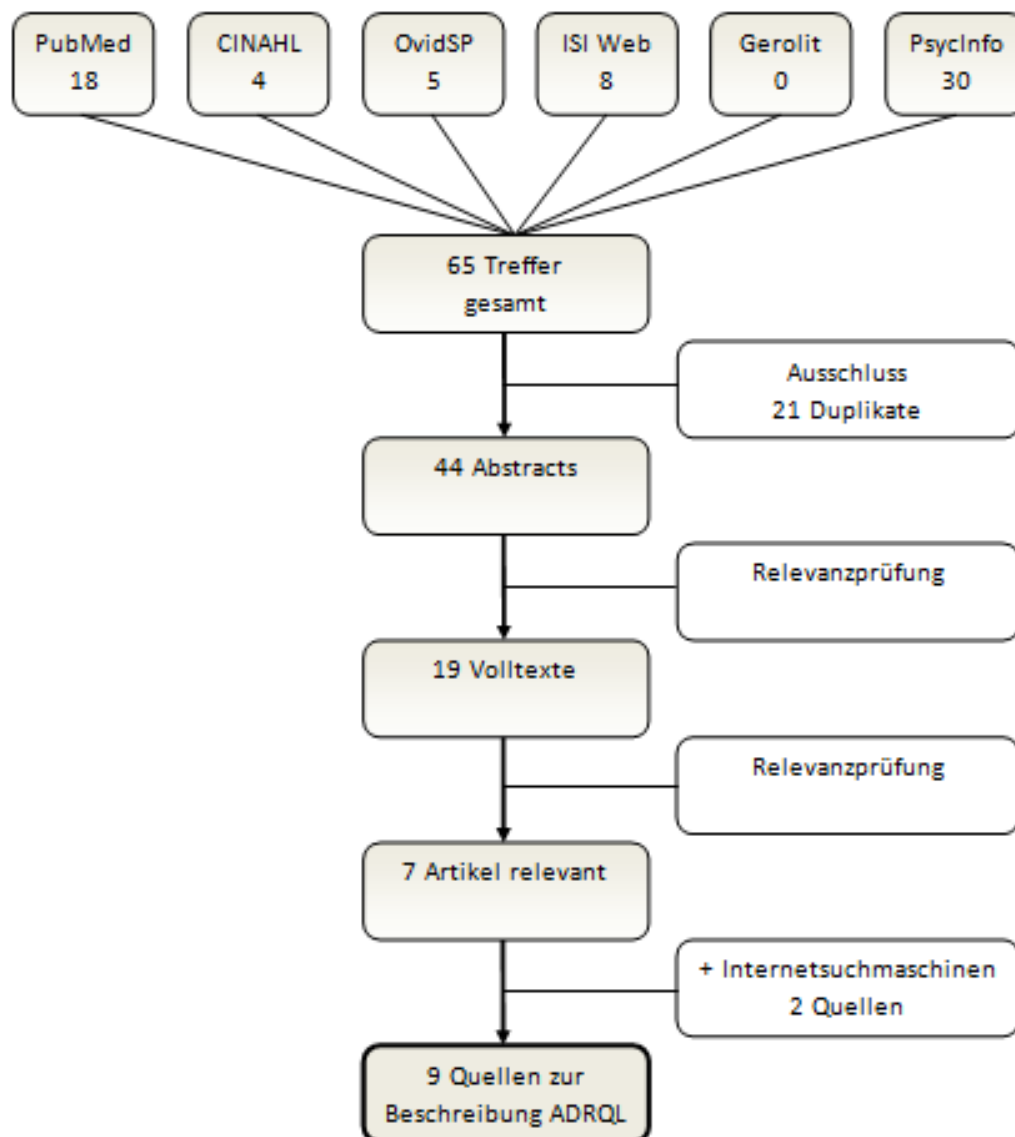 PubMed
18
CINAHL
4
OvidSP
5
ISI Web
8
Gerolit
0
PsycInfo
30
65 Treffer
gesamt
Ausschluss
21 Duplikate
44 Abstracts
Relevanzprüfung
19 Volltexte
Relevanzprüfung
7 Artikel relevant
+ Internetsuchmaschinen
2 Quellen
9 Quellen zur
Beschreibung ADRQL